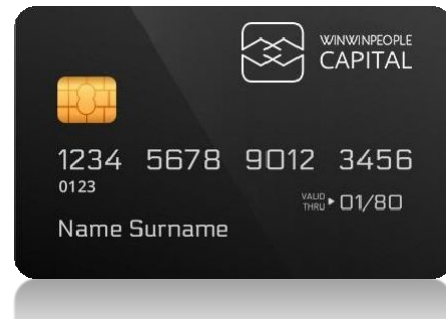 WINWINPEOPLE
CAPITAL
1234 5678 9012 3456
0123
VALID
THRU 01/80
Name Surname